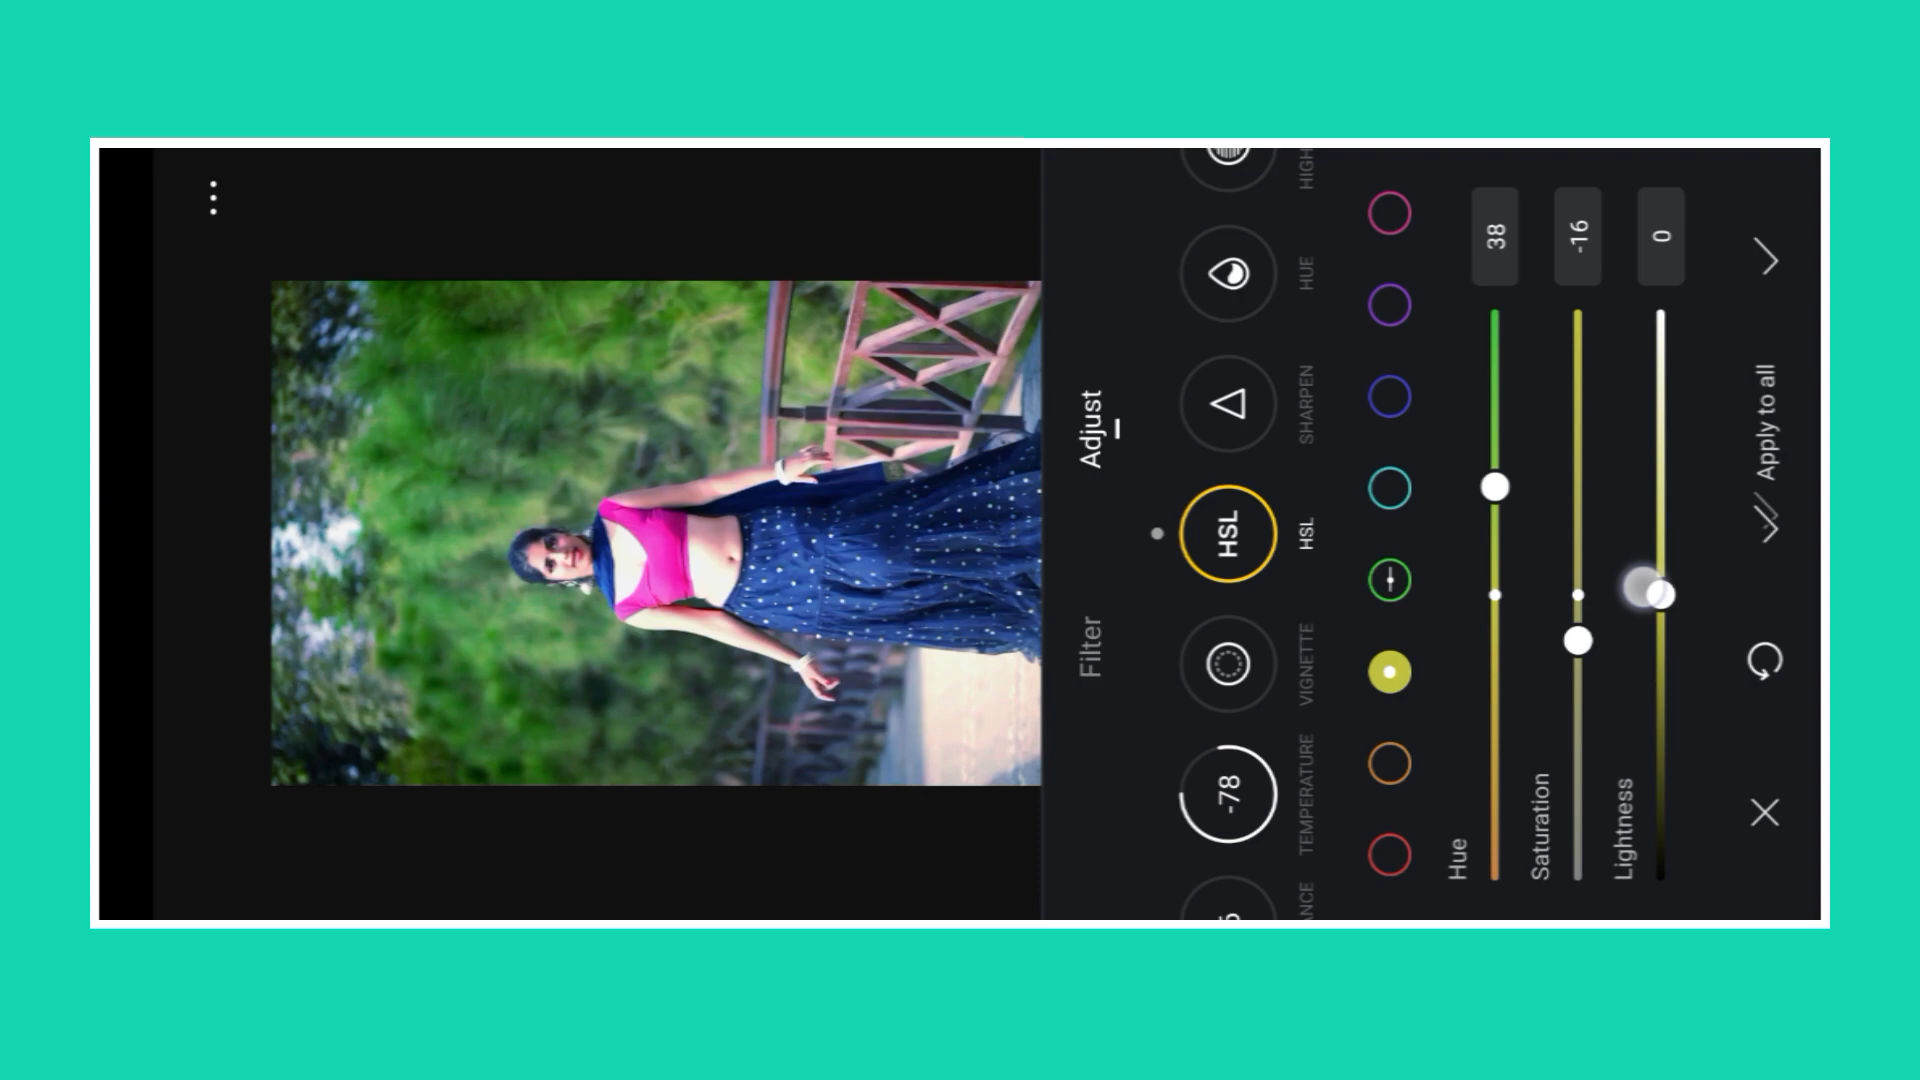 Filter
Adjust
-78
HSL
TEMPERATURE
VIGNETTE
HSL
SHARPEN
HUE
Hue
38
Saturation
-16
Lightness
0
Apply to all